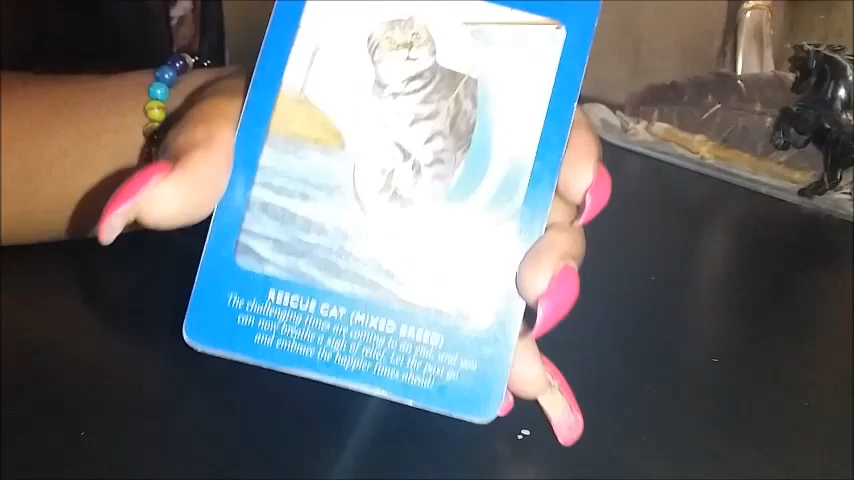 RESCUE CAT (MIXED BREED)
The challenging times are coming to an end, and you
can now breathe a sigh of relief. Let the past go
and embrace the happier times ahead!